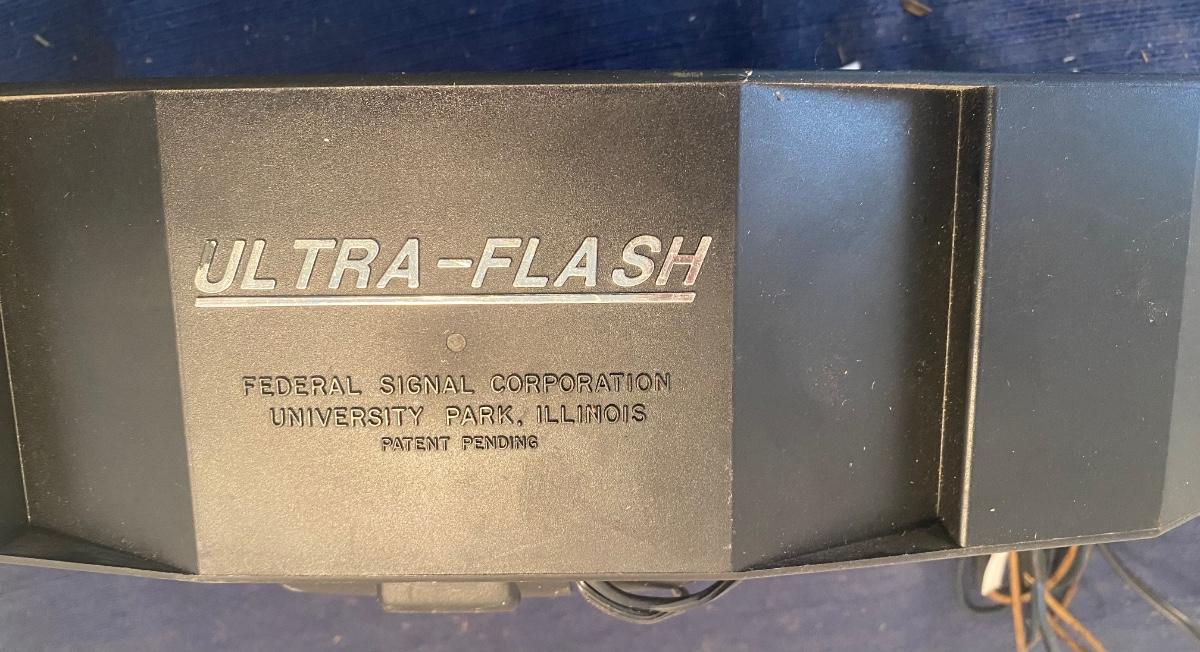 ULTRA-FLASH
FEDERAL SIGNAL CORPORATION
UNIVERSITY PARK, ILLINOIS
PATENT PENDING